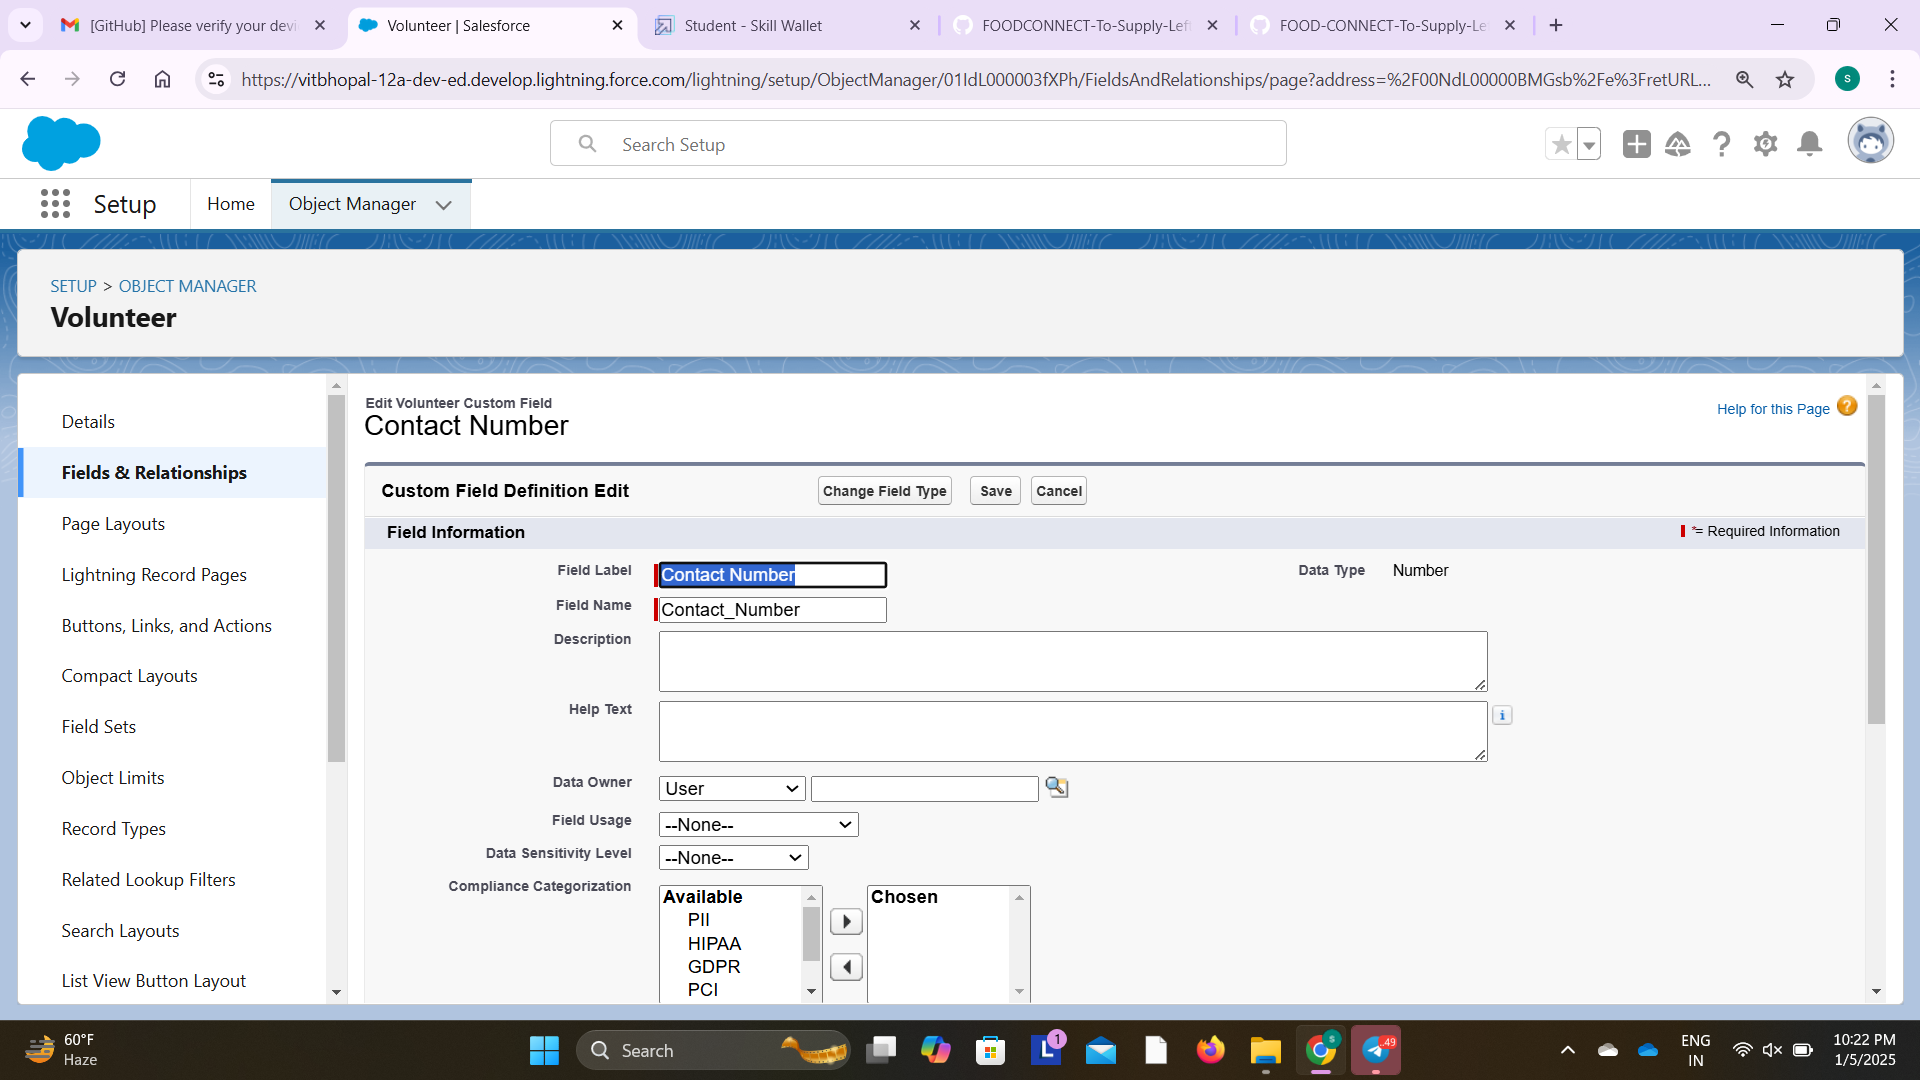 [GitHub] Please verify your devi
Volunteer | Salesforce
Student - Skill Wallet
FOODCONNECT-To-Supply-Left
FOOD-CONNECT-To-Supply-Le
https://vitbhopal-12a-dev-ed.develop.lightning.force.com/lightning/setup/ObjectManager/01IdL000003fXPh/FieldsAndRelationships/page?address=%2F00NdL00000BMGsb%2Fe%3FretURL...
S
Search Setup
Setup
Home
Object Manager
SETUP > OBJECT MANAGER
Volunteer
Details
Fields & Relationships
Page Layouts
Lightning Record Pages
Buttons, Links, and Actions
Compact Layouts
Field Sets
Object Limits
Record Types
Related Lookup Filters
Search Layouts
List View Button Layout
Edit Volunteer Custom Field
Contact Number
Help for this Page
Custom Field Definition Edit
Change Field Type
Save
Cancel
Field Information
*= Required Information
Field Label
Contact Number
Data Type
Number
Field Name
Contact_Number
Description
Help Text
Data Owner
User
Field Usage
--None--
Data Sensitivity Level
--None--
Compliance Categorization
Available
PII
HIPAA
GDPR
PCI
Chosen
60°F
Haze
Search
1
49
ENG
IN
10:22 PM
1/5/2025